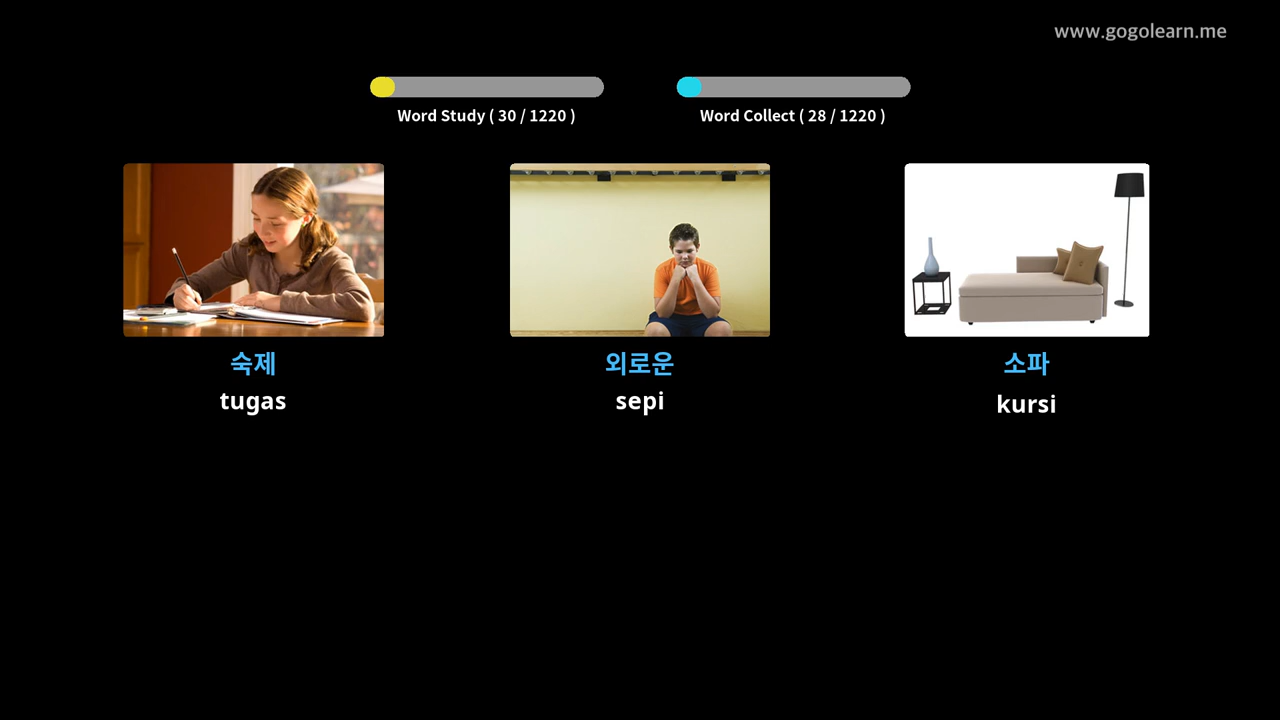 www.gogolearn.me
Word Study ( 30 / 1220 )
Word Collect ( 28 / 1220 )
숙제
외로운
소파
tugas
sepi
kursi